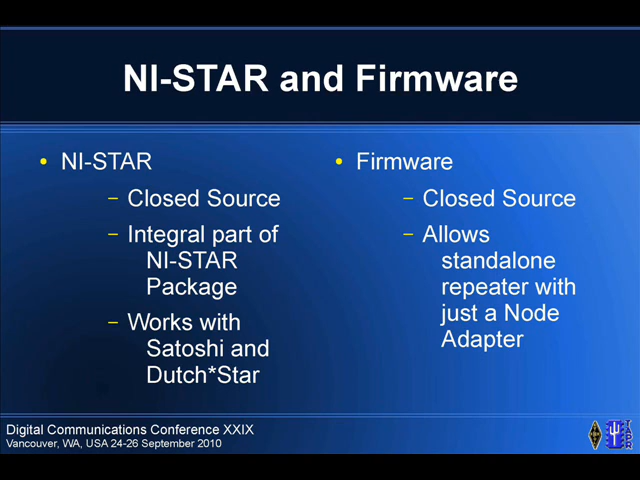 NI-STAR and Firmware
• NI-STAR
– Closed Source
– Integral part of
NI-STAR
Package
– Works with
Satoshi and
Dutch*Star
• Firmware
– Closed Source
– Allows
standalone
repeater with
just a Node
Adapter
Digital Communications Conference XXIX
Vancouver, WA, USA 24-26 September 2010
TAPR